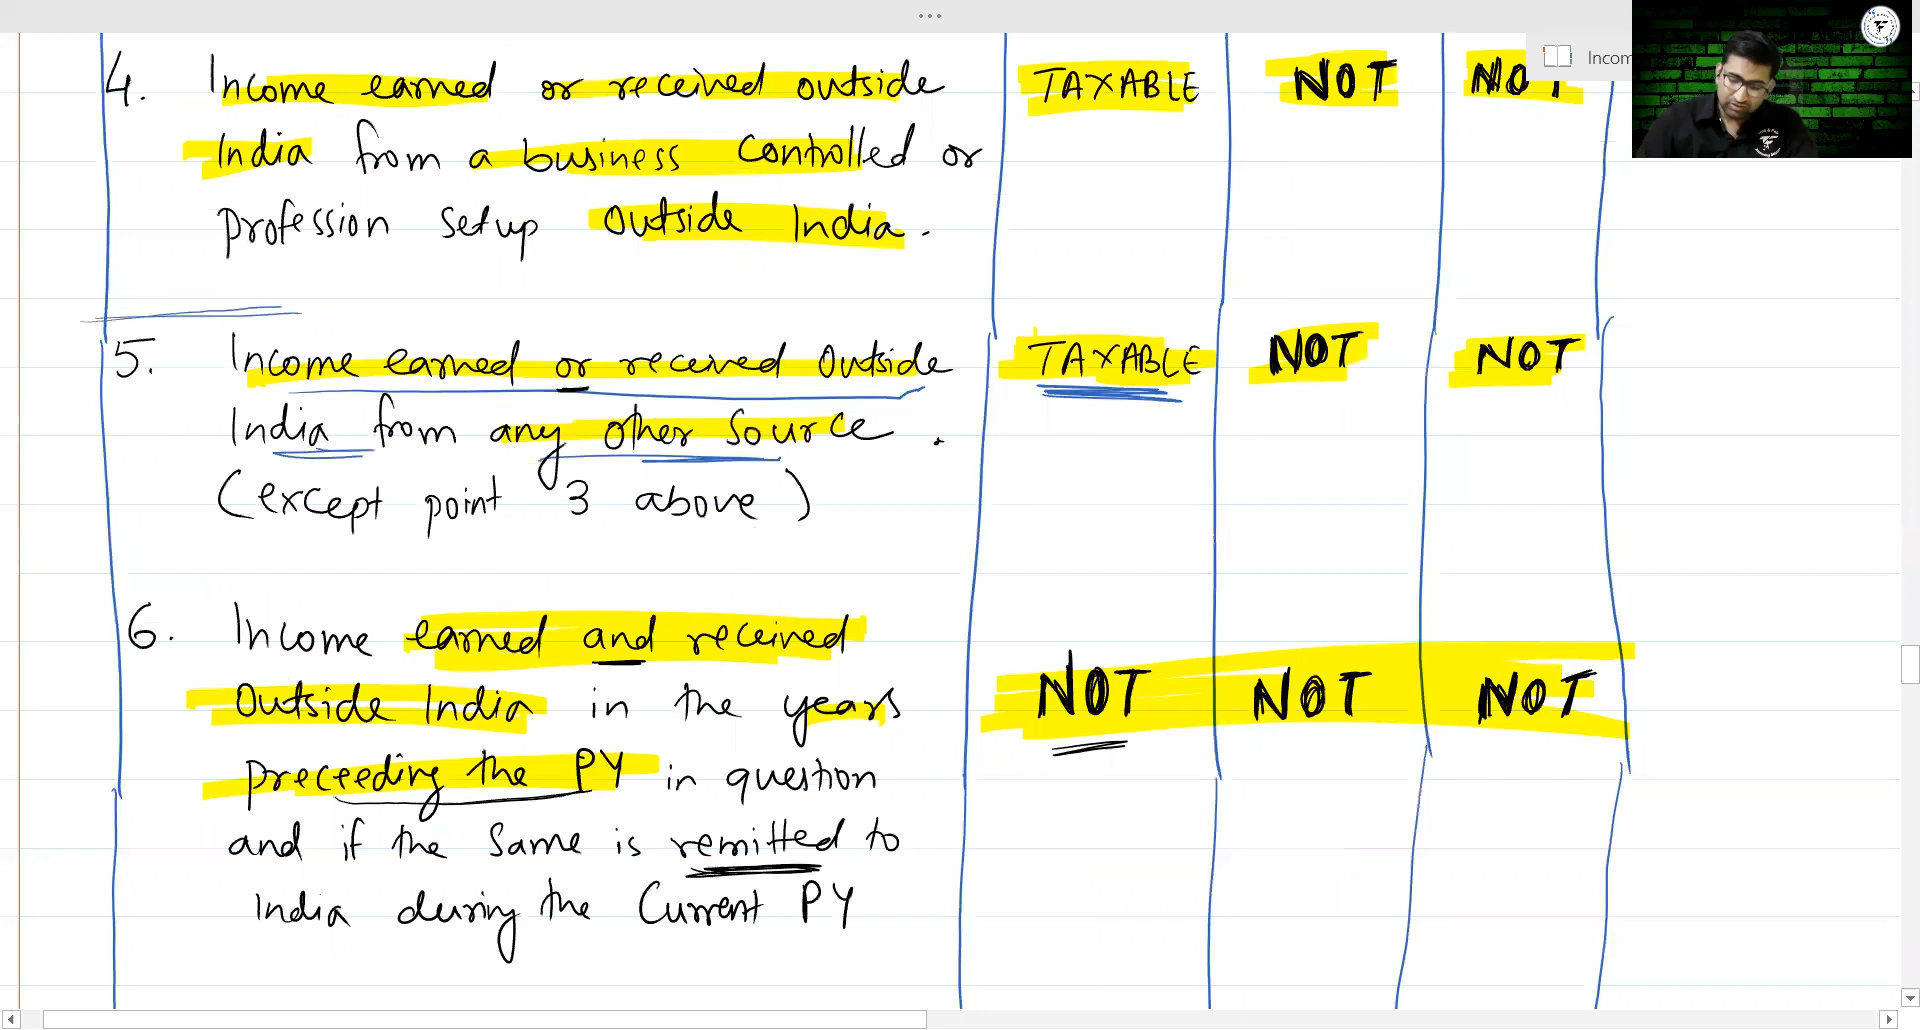 Incom
4. Income earned or received outside TAXABLE NOT NOT
India from a business controlled or
profession setup outside India.
5. Income earned or received outside TAXABLE NOT NOT
India from any other source.
(except point 3 above)
6. Income earned and received
outside India in the years NOT NOT NOT
preceeding the PY in question
and if the same is remitted to
India during the current PY